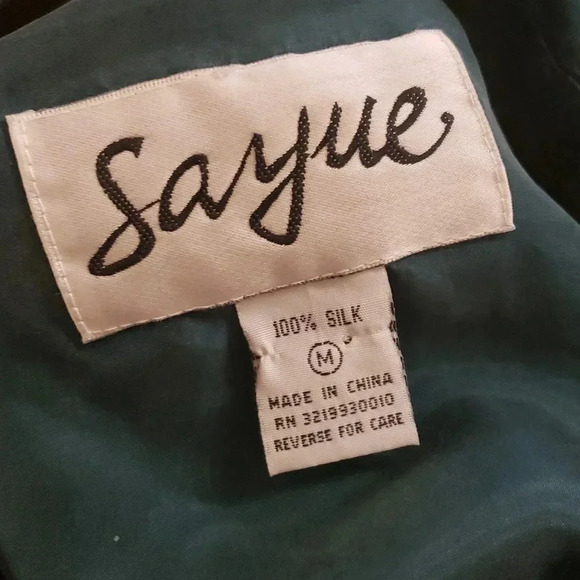 Sayue
100% SILK
M
MADE IN CHINA
RN 3219930010
REVERSE FOR CARE